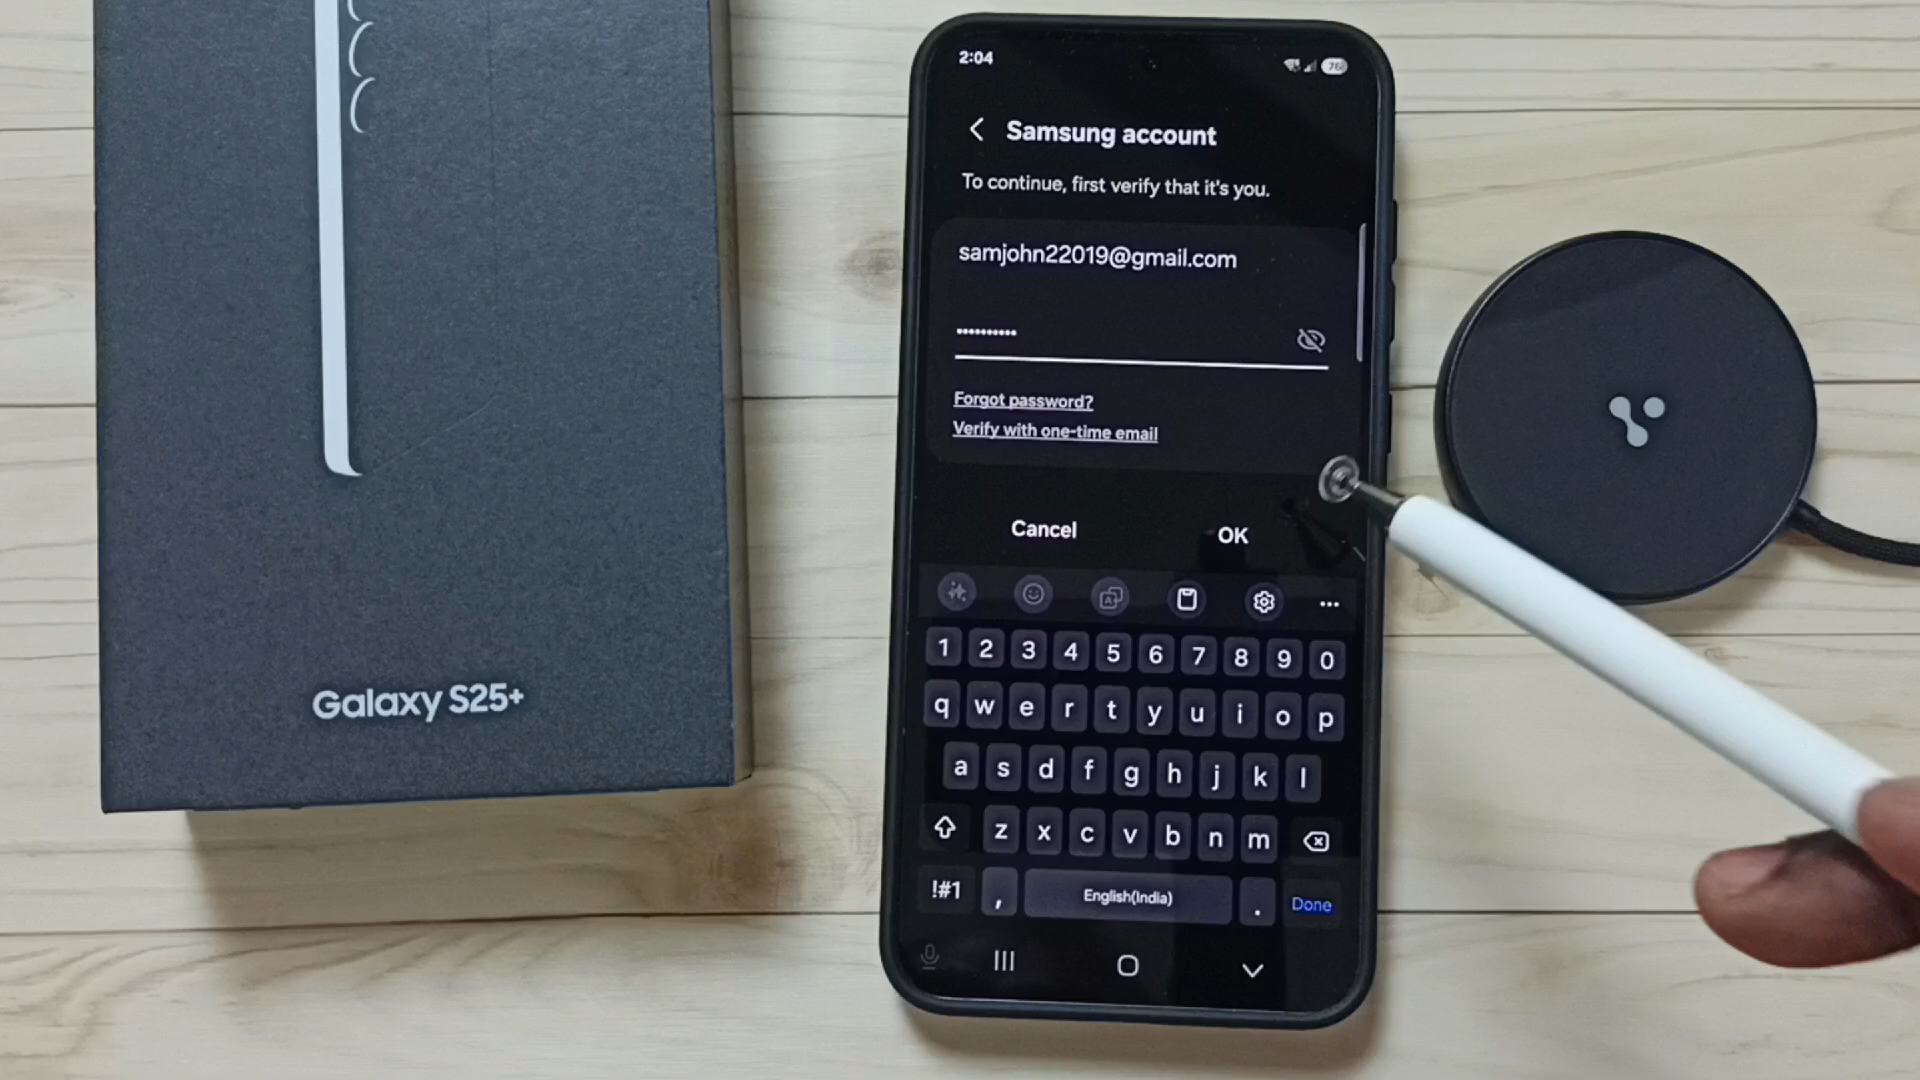 Galaxy S25+
2:04
76
Samsung account
To continue, first verify that it's you.
samjohn22019@gmail.com
••••••••••
Forgot password?
Verify with one-time email
Cancel OK
1 2 3 4 5 6 7 8 9 0
q w e r t y u i o p
a s d f g h j k l
z x c v b n m
!#1 , English(India) . Done